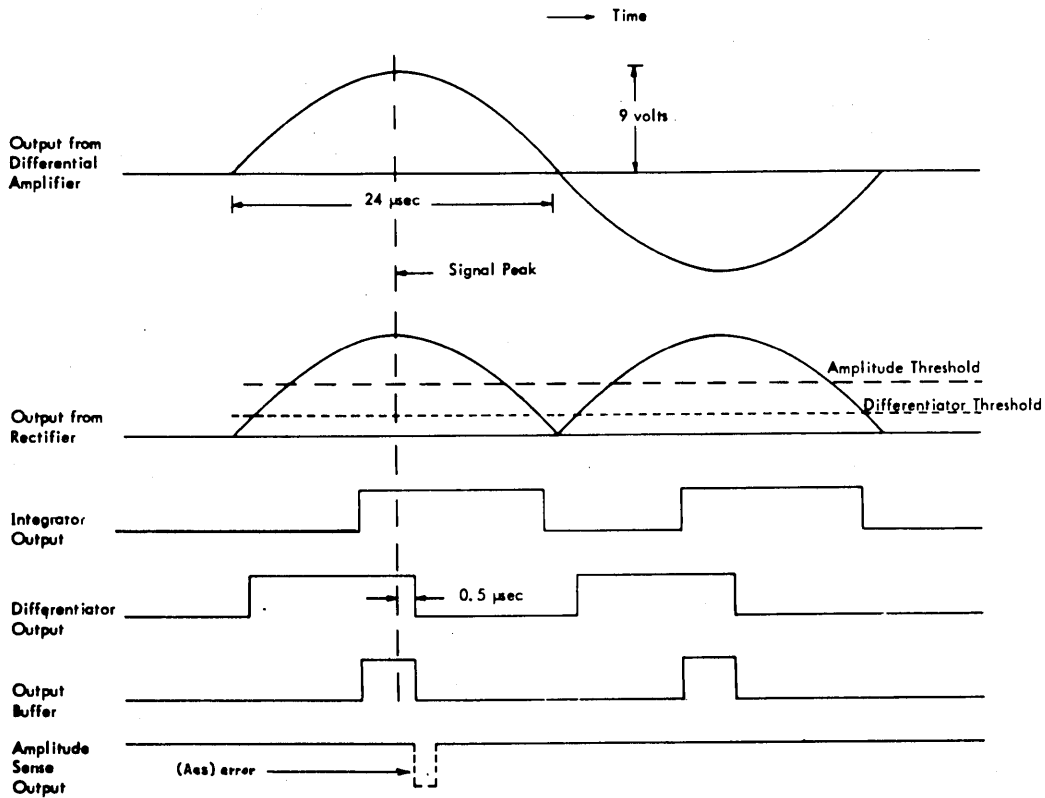 Time
9 volts
Output from
Differential
Amplifier
24 μsec
Signal Peak
Amplitude Threshold
Differentiator Threshold
Output from
Rectifier
Integrator
Output
Differentiator
Output
0.5 μsec
Output
Buffer
Amplitude
Sense
Output
(Aas) error